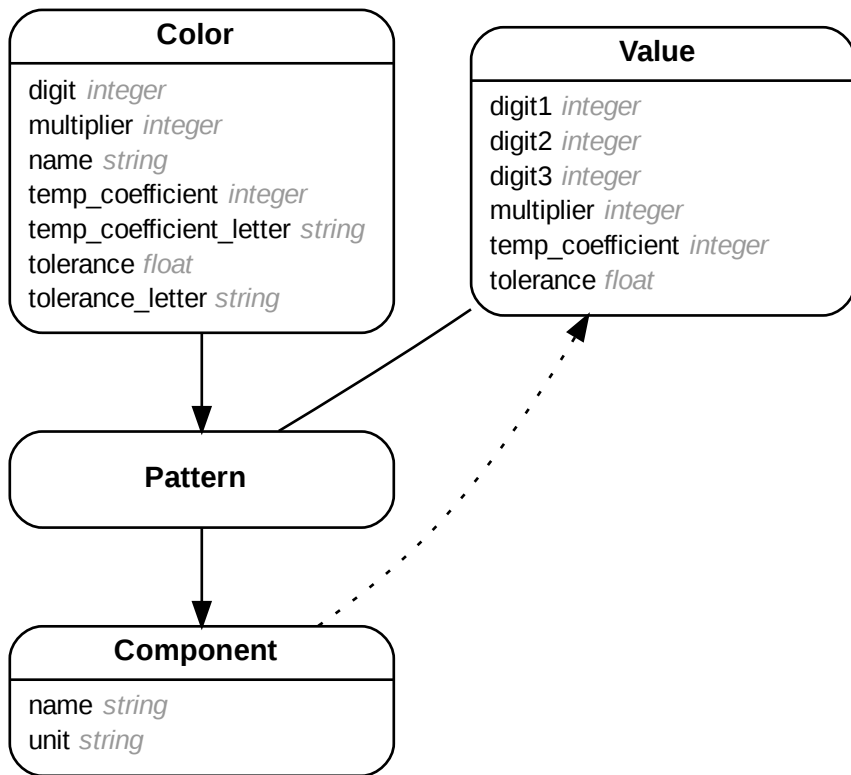 Color
digit integer
multiplier integer
name string
temp_coefficient integer
temp_coefficient_letter string
tolerance float
tolerance_letter string
Value
digit1 integer
digit2 integer
digit3 integer
multiplier integer
temp_coefficient integer
tolerance float
Pattern
Component
name string
unit string